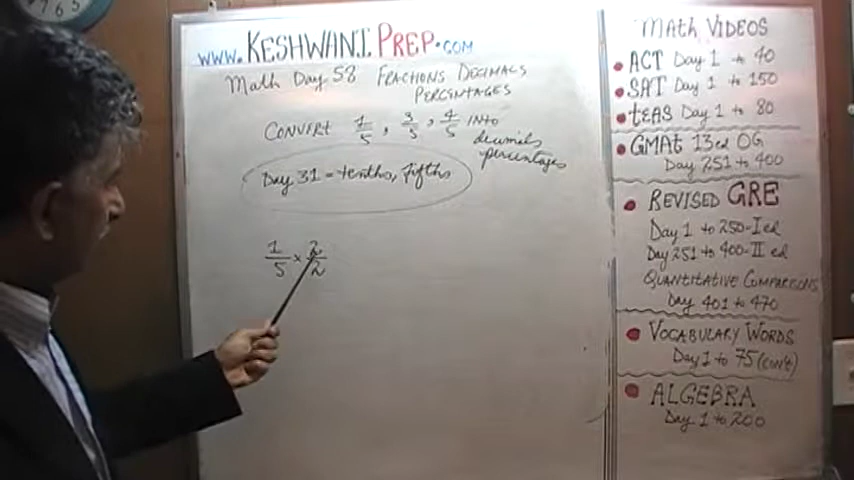 www.KESHWANI PREP.COM
Math Day 58 FRACTIONS DECIMALS
PERCENTAGES
CONVERT 1/5, 3/5, 4/5 INTO
decimals
percentages
Day 31 = tenths, fifths
1/5 x 2/2
Math VIDEOS
ACT Day 1 to 40
SAT Day 1 to 150
tEAS Day 1 to 80
GMAt 13ed OG
Day 251 to 400
REVISED GRE
Day 1 to 250-I ed
Day 251 to 400-II ed
QUANTITATIVE COMPARISONS
Day 401 to 470
VOCABULARY WORDS
Day 1 to 75 (con't)
ALGEBRA
Day 1 to 200